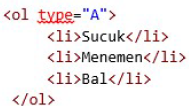 <ol type="A">
<li>Sucuk</li>
<li>Menemen</li>
<li>Bal</li>
</ol>